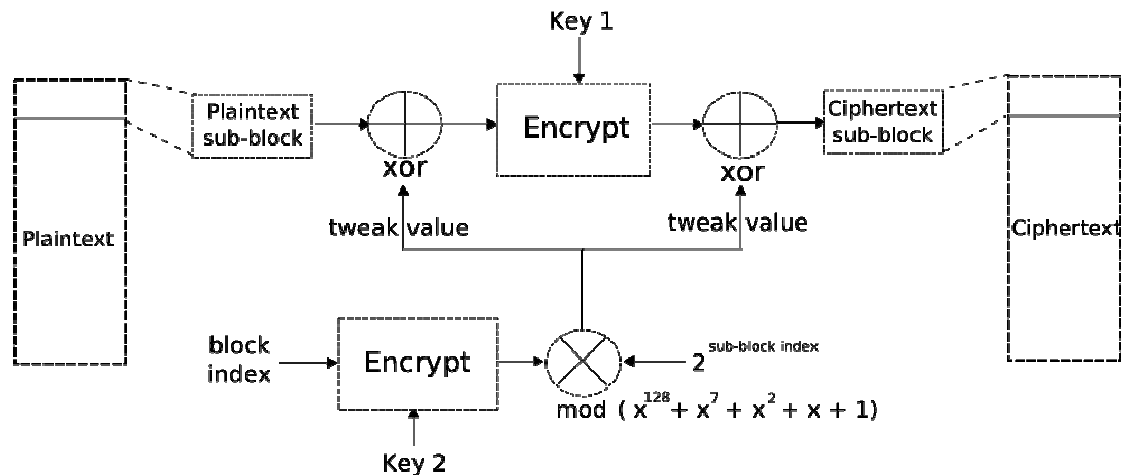 Key 1
Plaintext
sub-block
Encrypt
Ciphertext
sub-block
xor
xor
tweak value
tweak value
Plaintext
Ciphertext
block
index
Encrypt
2^sub-block index
mod (x^128 + x^7 + x^2 + x + 1)
Key 2